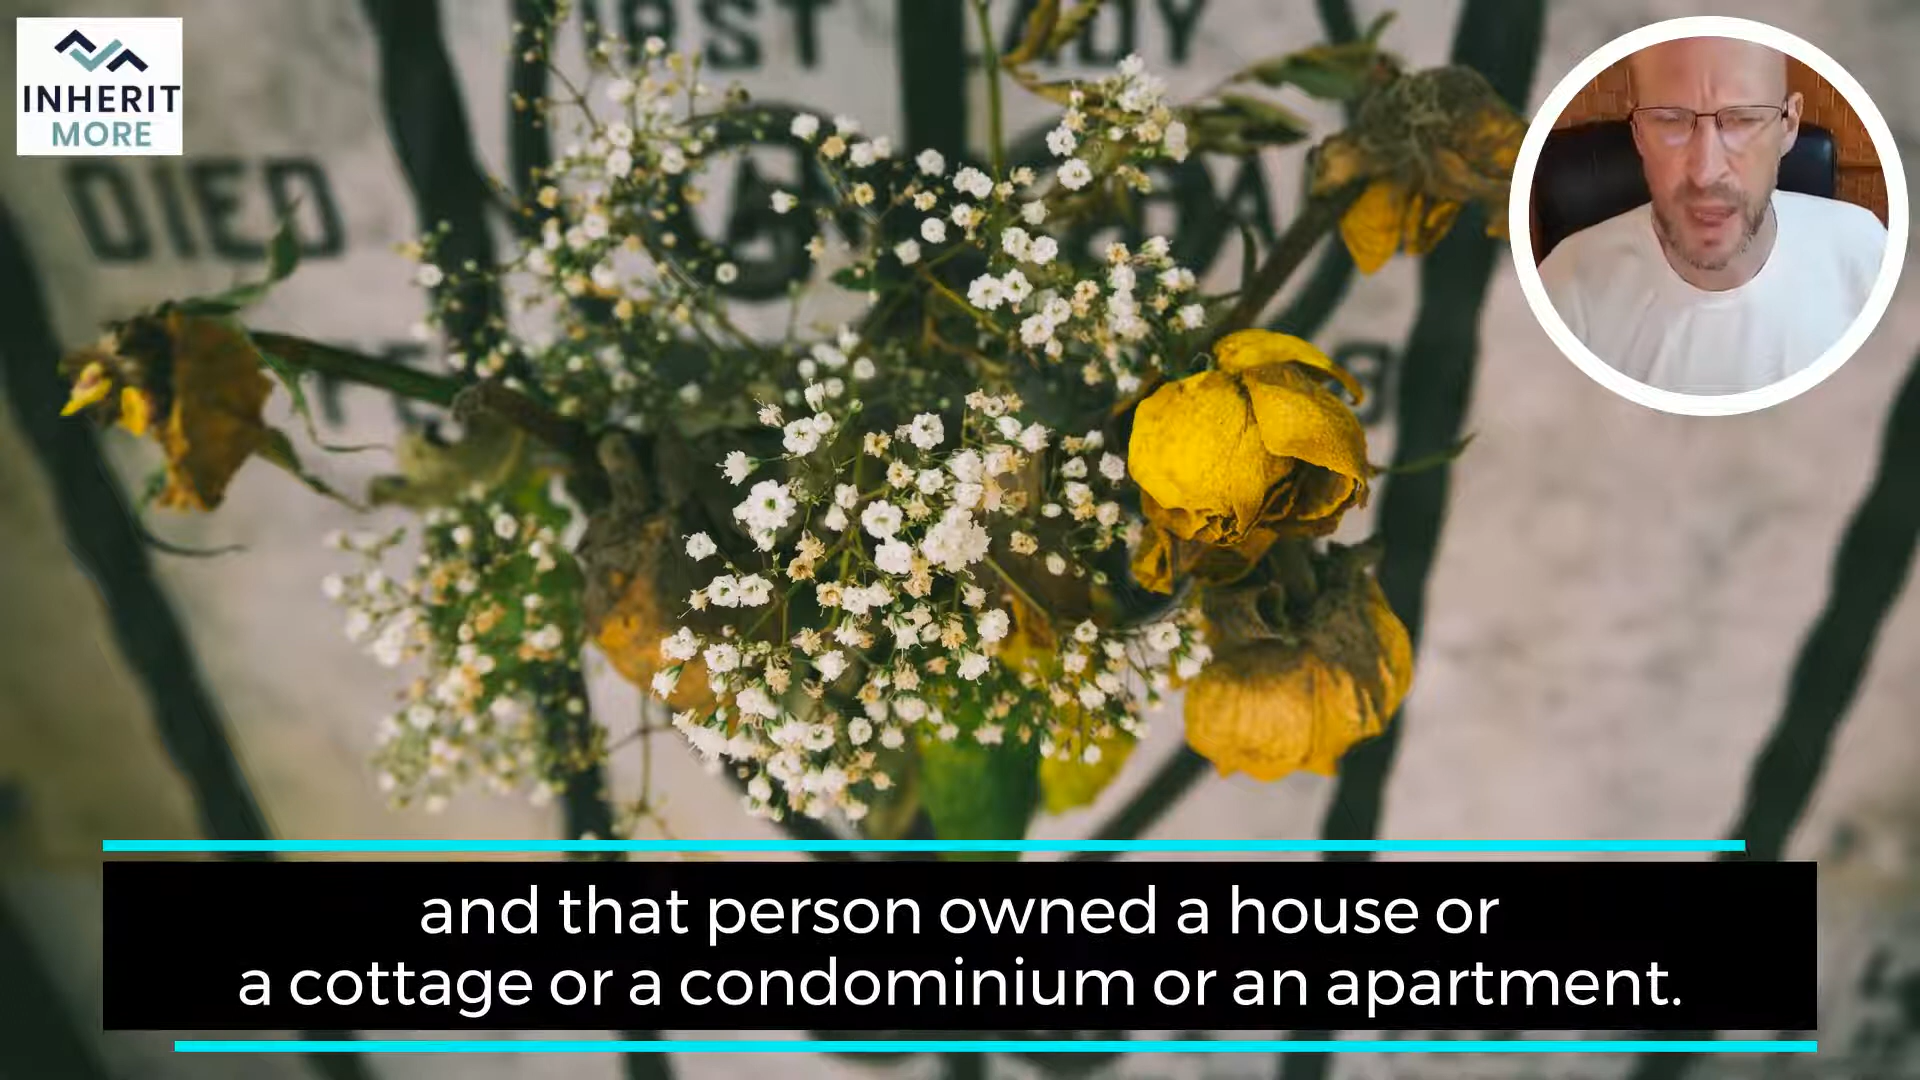 INHERIT
MORE
DIED
and that person owned a house or
a cottage or a condominium or an apartment.